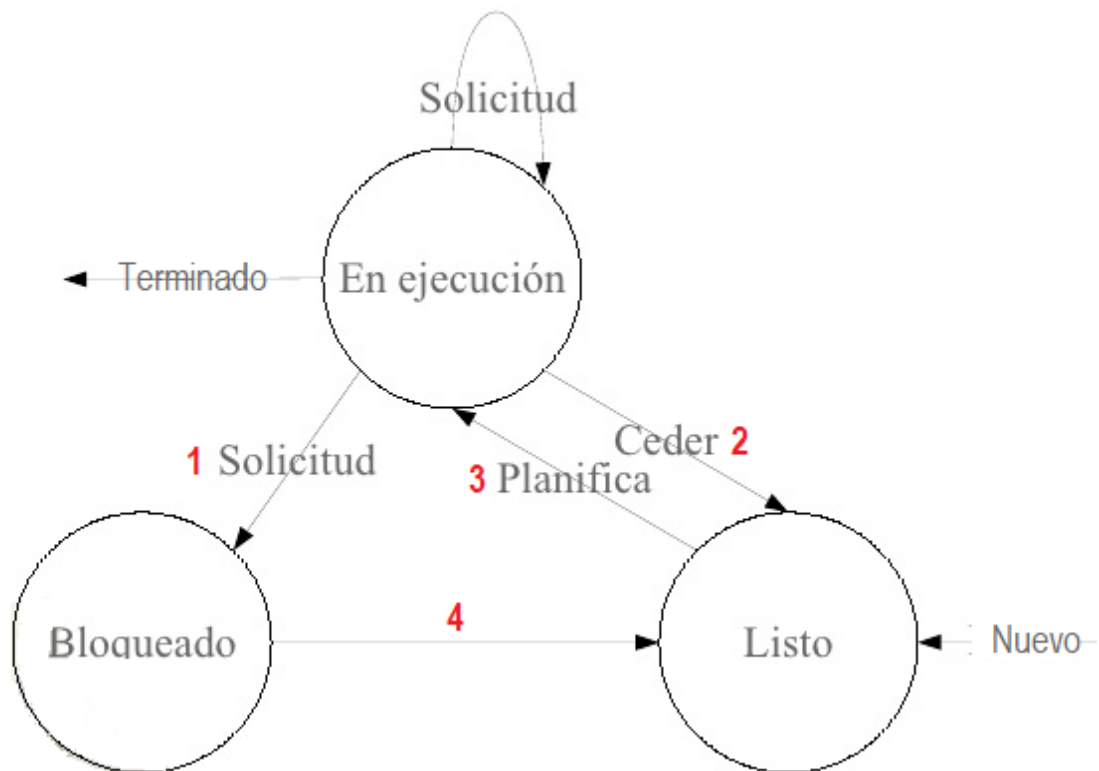 Solicitud
Terminado
En ejecución
1 Solicitud
Ceder 2
3 Planifica
4
Bloqueado
Listo
Nuevo